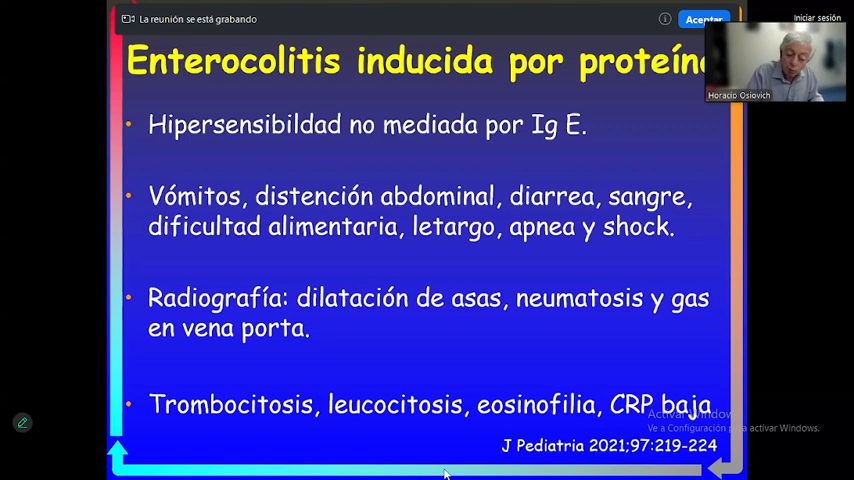 La reunión se está grabando
Aceptar
Iniciar sesión
Horacio Osiovich
Enterocolitis inducida por
Hipersensibildad no mediada por Ig E.
Vómitos, distención abdominal, diarrea, sangre,
dificultad alimentaria, letargo, apnea y shock.
Radiografía: dilatación de asas, neumatosis y gas
en vena porta.
Trombocitosis, leucocitosis, eosinofilia, CRP baja
Activar Windows
Ve a Configuración para activar Windows.
J Pediatria 2021;97:219-224